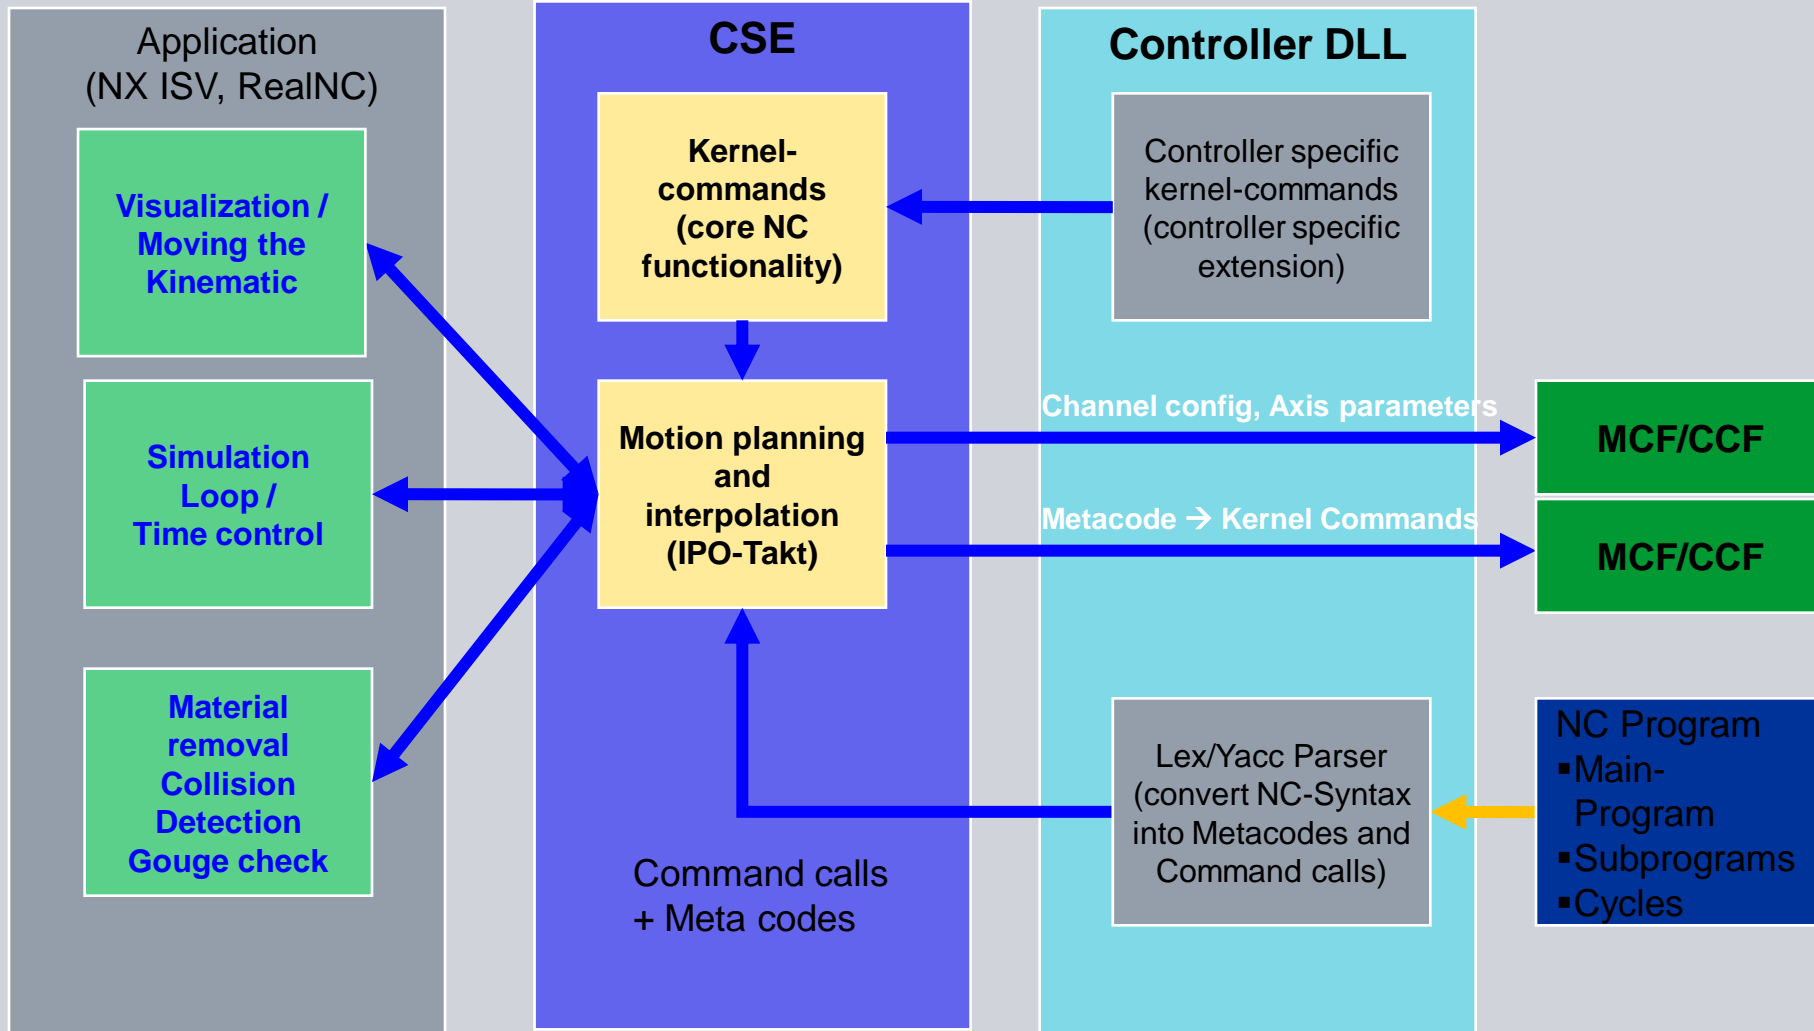 Application
(NX ISV, RealNC)
Visualization /
Moving the
Kinematic
Simulation
Loop /
Time control
Material
removal
Collision
Detection
Gouge check
CSE
Kernel-
commands
(core NC
functionality)
Motion planning
and
interpolation
(IPO-Takt)
Command calls
+ Meta codes
Controller DLL
Controller specific
kernel-commands
(controller specific
extension)
Channel config, Axis parameters
Metacode → Kernel Commands
Lex/Yacc Parser
(convert NC-Syntax
into Metacodes and
Command calls)
MCF/CCF
MCF/CCF
NC Program
▪Main-
Program
▪Subprograms
▪Cycles